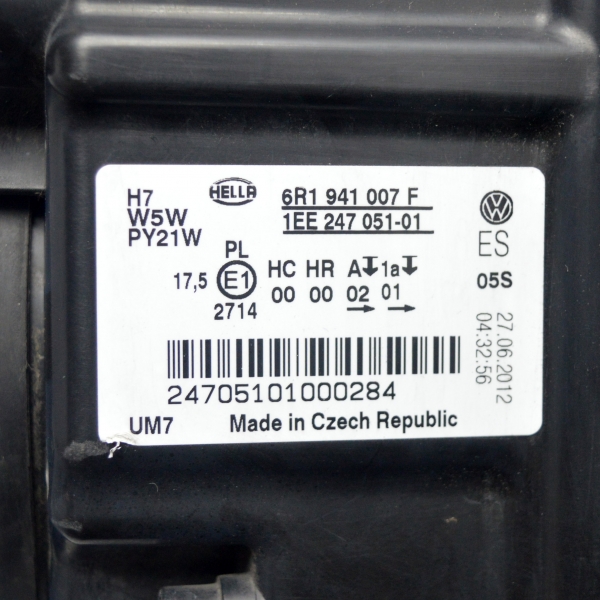 H7
W5W
PY21W
HELLA
6R1 941 007 F
1EE 247 051-01
ES
05S
PL
17,5 E1
2714
HC HR A 1a
00 00 02 01
27.06.2012
04:32:56
24705101000284
UM7 Made in Czech Republic